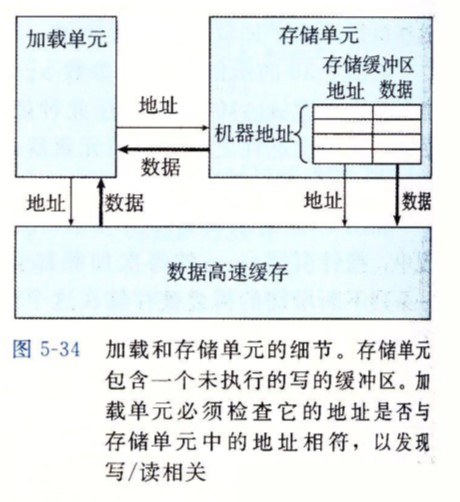 加载单元
存储单元
存储缓冲区
地址 数据
地址
机器地址
数据
地址
数据
地址
数据
数据高速缓存
图 5-34 加载和存储单元的细节。存储单元
包含一个未执行的写的缓冲区。加
载单元必须检查它的地址是否与
存储单元中的地址相符，以发现
写/读相关